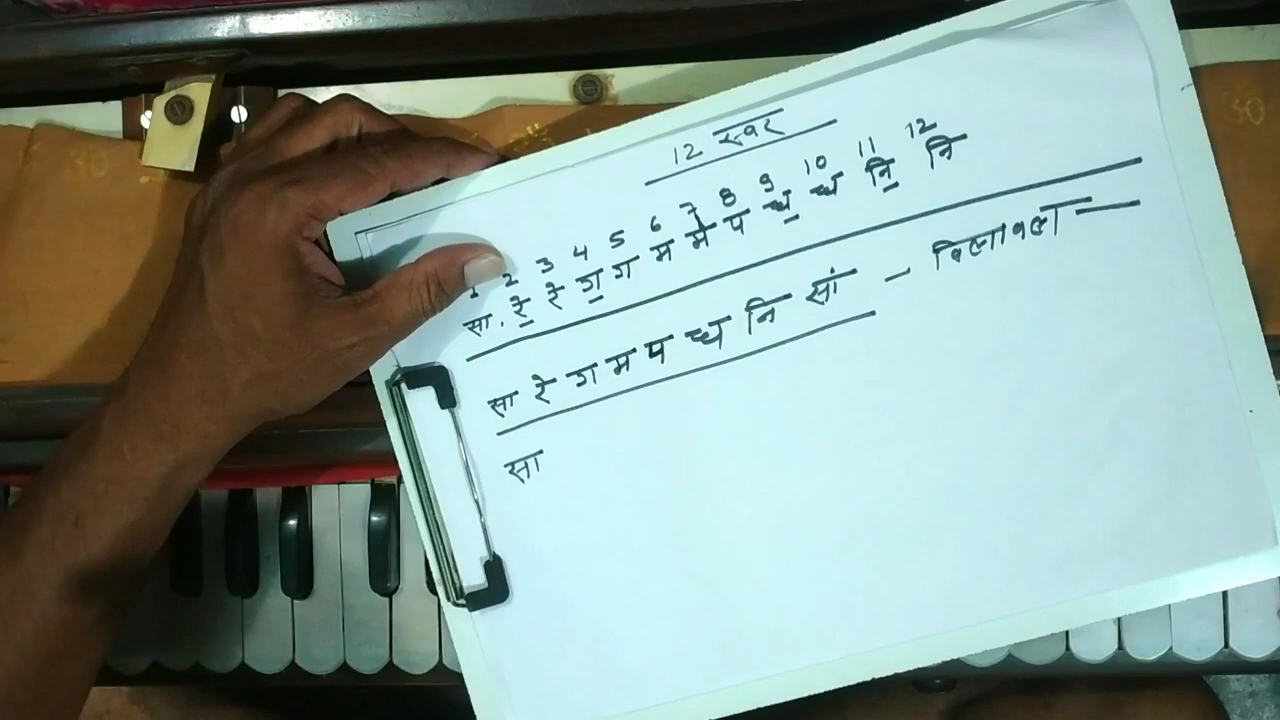 12 स्वर
1 2 3 4 5 6 7 8 9 10 11 12
सा. रे॒ रे ग॒ ग म मे प ध॒ ध नि॒ नि
सा रे ग म प ध नि सां - बिलावल
सा